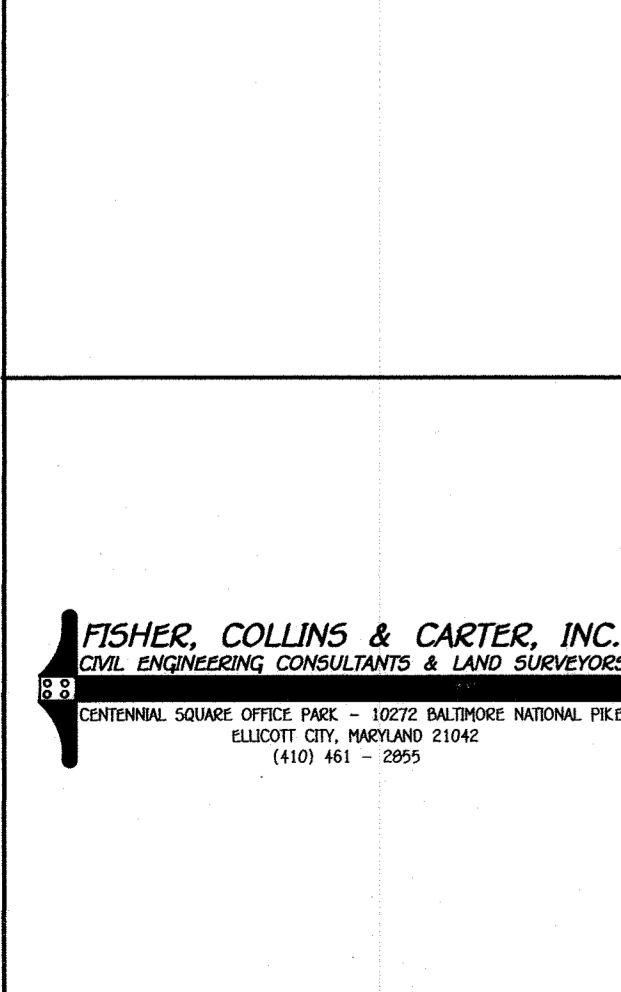 FISHER, COLLINS & CARTER, INC.
CIVIL ENGINEERING CONSULTANTS & LAND SURVEYORS
CENTENNIAL SQUARE OFFICE PARK - 10272 BALTIMORE NATIONAL PIKE
ELLICOTT CITY, MARYLAND 21042
(410) 461 - 2855